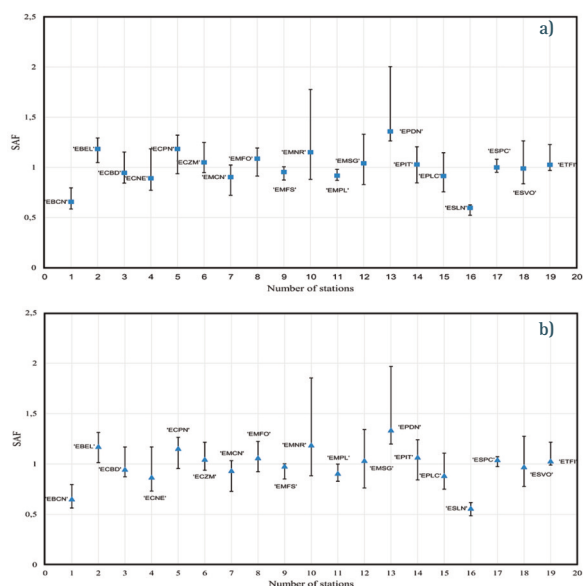 a)
2,5
2
1,5
1
0,5
0
SAF
'EBCN'
'EBEL'
'ECBD'
'ECNE'
'ECPN'
'ECZM'
'EMCN'
'EMFO'
'EMFS'
'EMNR'
'EMPL'
'EMSG'
'EPDN'
'EPIT'
'EPLC'
'ESLN'
'ESPC'
'ESVO'
'ETFI'
0 1 2 3 4 5 6 7 8 9 10 11 12 13 14 15 16 17 18 19 20
Number of stations
b)
2,5
2
1,5
1
0,5
0
SAF
'EBCN'
'EBEL'
'ECBD'
'ECNE'
'ECPN'
'ECZM'
'EMCN'
'EMFO'
'EMFS'
'EMNR'
'EMPL'
'EMSG'
'EPDN'
'EPIT'
'EPLC'
'ESLN'
'ESPC'
'ESVO'
'ETFI'
0 1 2 3 4 5 6 7 8 9 10 11 12 13 14 15 16 17 18 19 20
Number of stations